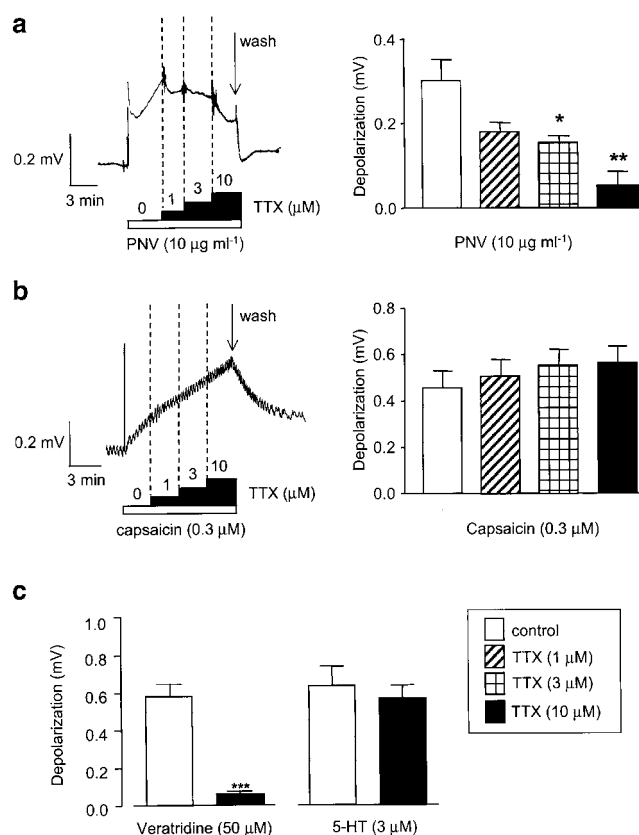 a
wash
0.2 mV
3 min
0
1
3
10
TTX (μM)
PNV (10 μg ml⁻¹)
Depolarization (mV)
0.4
0.2
0.0
*
**
PNV (10 μg ml⁻¹)
b
wash
0.2 mV
3 min
0
1
3
10
TTX (μM)
capsaicin (0.3 μM)
Depolarization (mV)
0.8
0.6
0.4
0.2
0.0
Capsaicin (0.3 μM)
c
Depolarization (mV)
1.0
0.8
0.6
0.4
0.2
0.0
***
Veratridine (50 μM)
5-HT (3 μM)
control
TTX (1 μM)
TTX (3 μM)
TTX (10 μM)